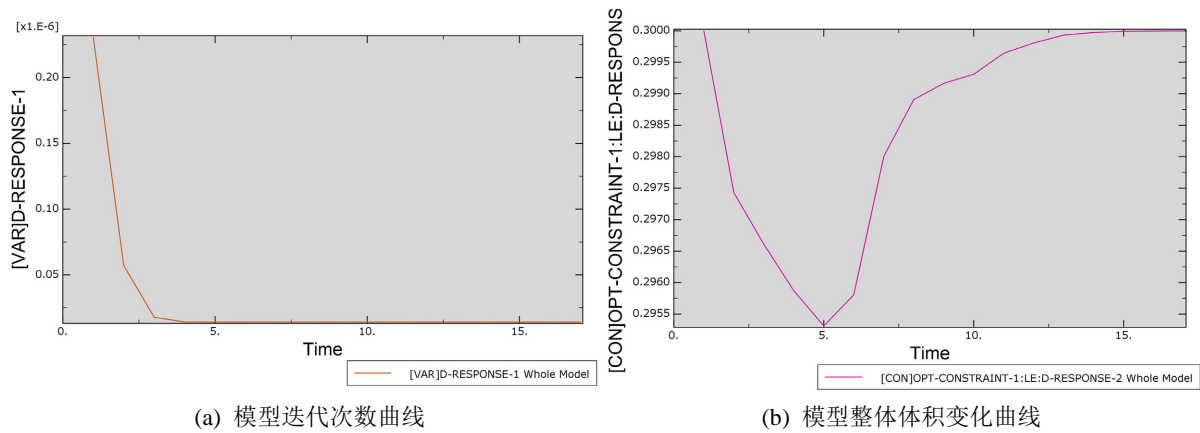 [x1.E-6]
[VAR]D-RESPONSE-1
0.20
0.15
0.10
0.05
0.
5.
10.
15.
Time
[VAR]D-RESPONSE-1 Whole Model
(a) 模型迭代次数曲线
[CON]OPT-CONSTRAINT-1:LE:D-RESPONS
0.3000
0.2995
0.2990
0.2985
0.2980
0.2975
0.2970
0.2965
0.2960
0.2955
0.
5.
10.
15.
Time
[CON]OPT-CONSTRAINT-1:LE:D-RESPONSE-2 Whole Model
(b) 模型整体体积变化曲线